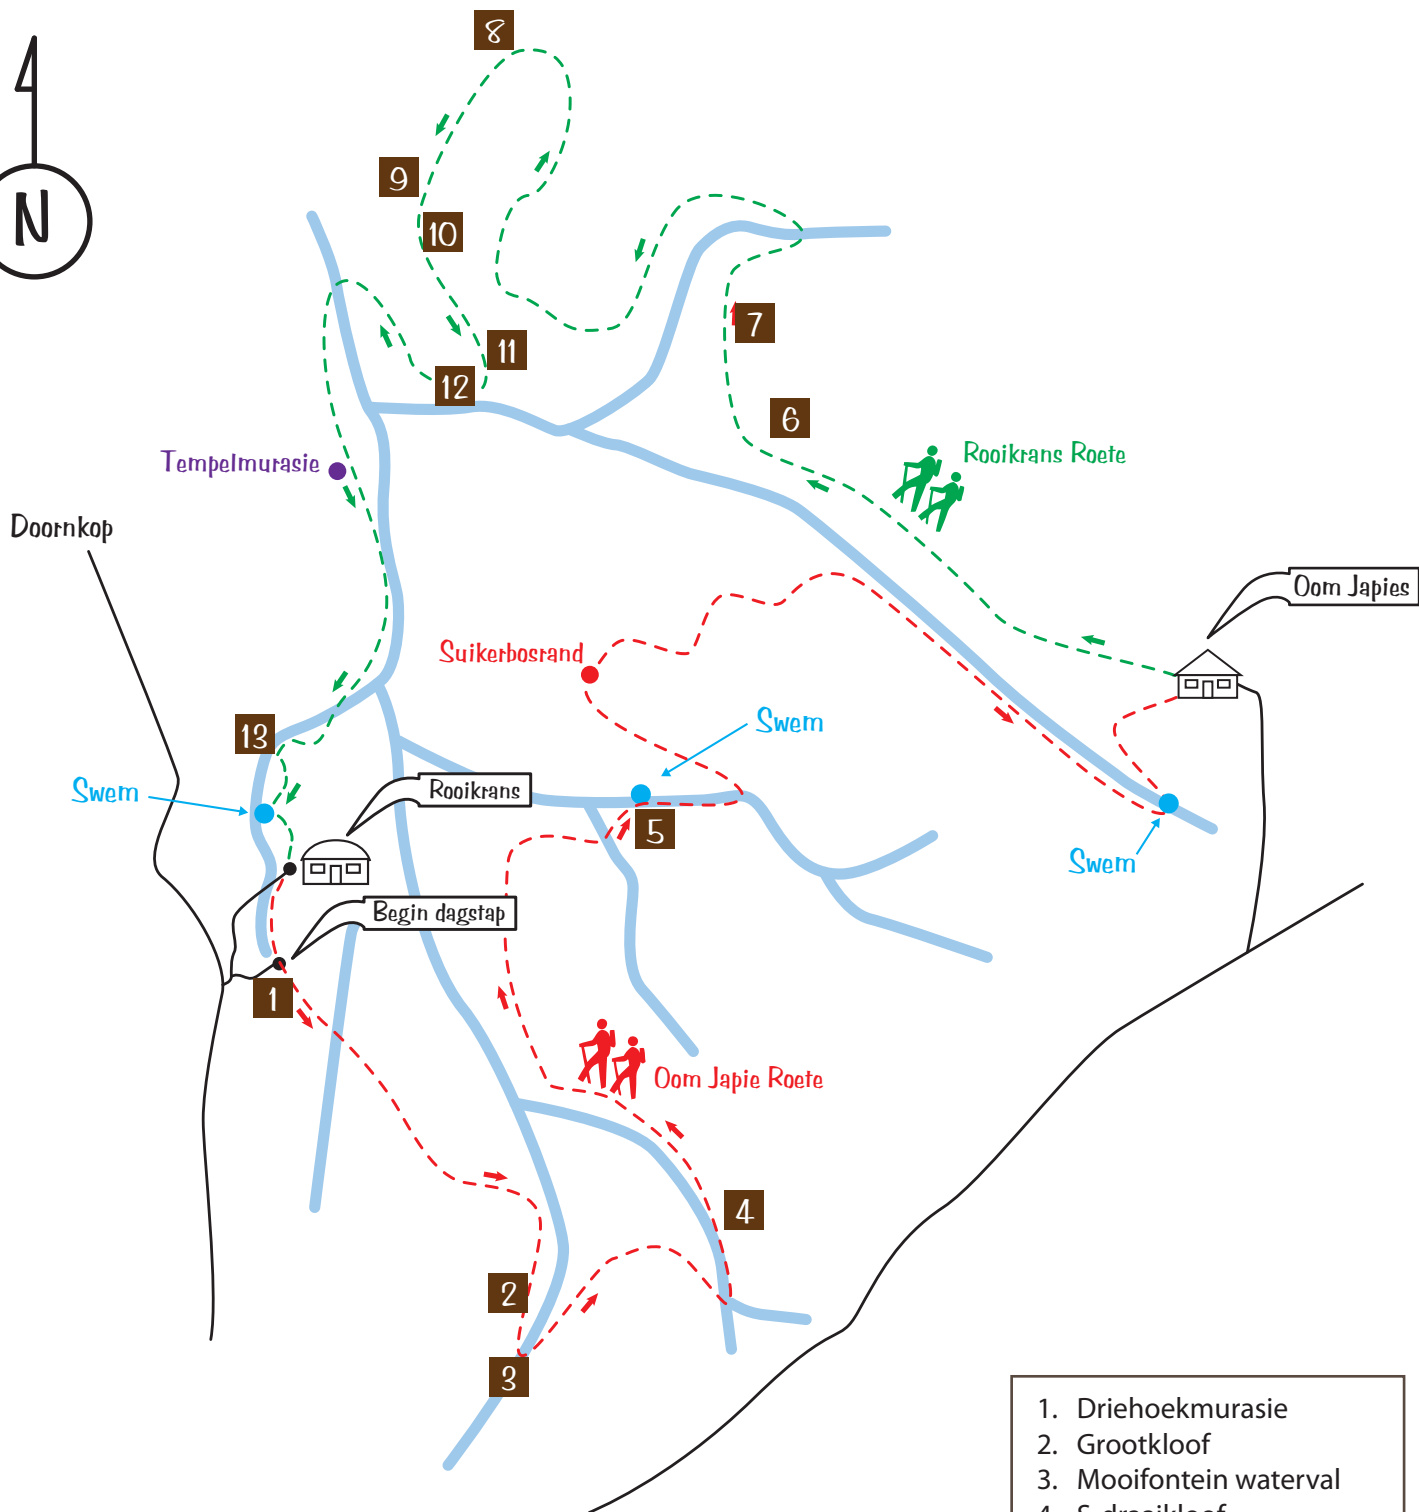 8
N
9
10
7
11
12
6
Rooikrans Roete
Tempelmurasie
Doornkop
Oom Japies
Suikerbosrand
Swem
13
Rooikrans
Swem
5
Swem
Begin dagstap
1
Oom Japie Roete
4
2
3
1. Driehoekmurasie
2. Grootkloof
3. Mooifontein waterval